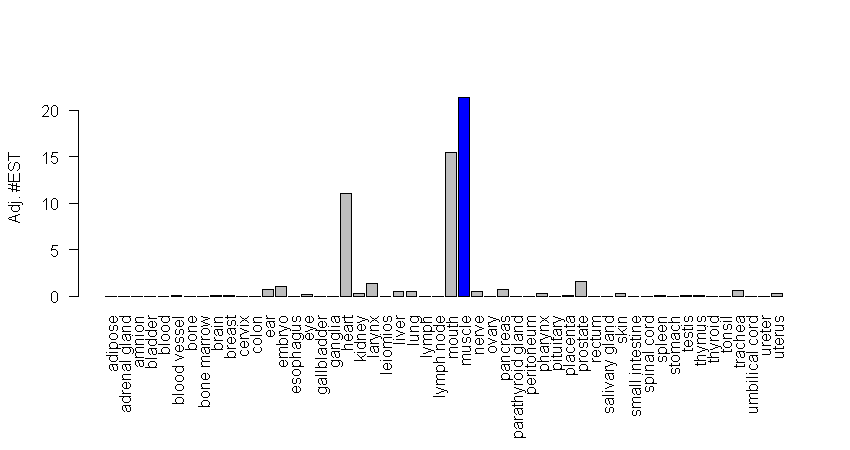 Adj. #EST
20
15
10
5
0
adipose
adrenal gland
amnion
bladder
blood
blood vessel
bone
bone marrow
brain
breast
cervix
colon
ear
embryo
esophagus
eye
gallbladder
ganglia
heart
kidney
larynx
leiomios
liver
lung
lymph
lymph node
mouth
muscle
nerve
ovary
pancreas
parathyroid gland
peritoneum
pharynx
pituitary
placenta
prostate
rectum
salivary gland
skin
small intestine
spinal cord
spleen
stomach
testis
thymus
thyroid
tonsil
trachea
umbilical cord
ureter
uterus